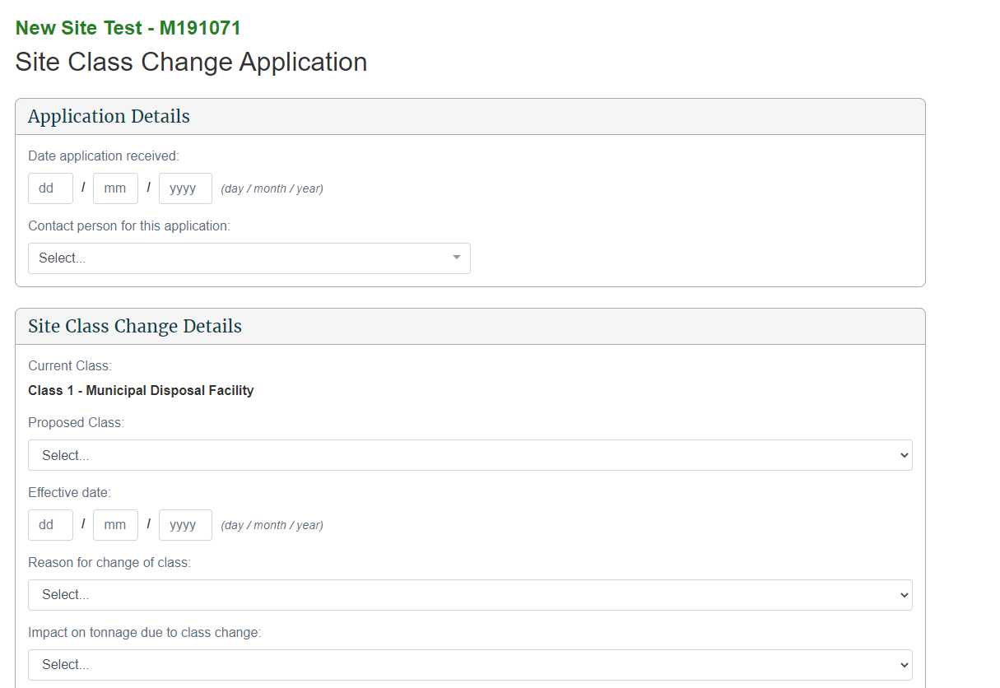 New Site Test - M191071
Site Class Change Application
Application Details
Date application received:
dd / mm / yyyy (day / month / year)
Contact person for this application:
Select...
Site Class Change Details
Current Class:
Class 1 - Municipal Disposal Facility
Proposed Class:
Select...
Effective date:
dd / mm / yyyy (day / month / year)
Reason for change of class:
Select...
Impact on tonnage due to class change:
Select...